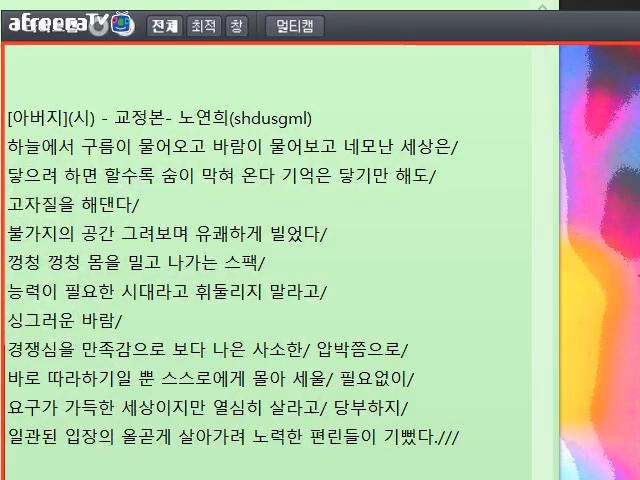 afreecaTV
전체 최적 창 멀티캠
[아버지](시) - 교정본- 노연희(shdusgml)
하늘에서 구름이 물어오고 바람이 물어보고 네모난 세상은/
닿으려 하면 할수록 숨이 막혀 온다 기억은 닿기만 해도/
고자질을 해댄다/
불가지의 공간 그려보며 유쾌하게 빌었다/
껑청 껑청 몸을 밀고 나가는 스팩/
능력이 필요한 시대라고 휘둘리지 말라고/
싱그러운 바람/
경쟁심을 만족감으로 보다 나은 사소한/ 압박쯤으로/
바로 따라하기일 뿐 스스로에게 몰아 세울/ 필요없이/
요구가 가득한 세상이지만 열심히 살라고/ 당부하지/
일관된 입장의 올곧게 살아가려 노력한 편린들이 기뻤다.///